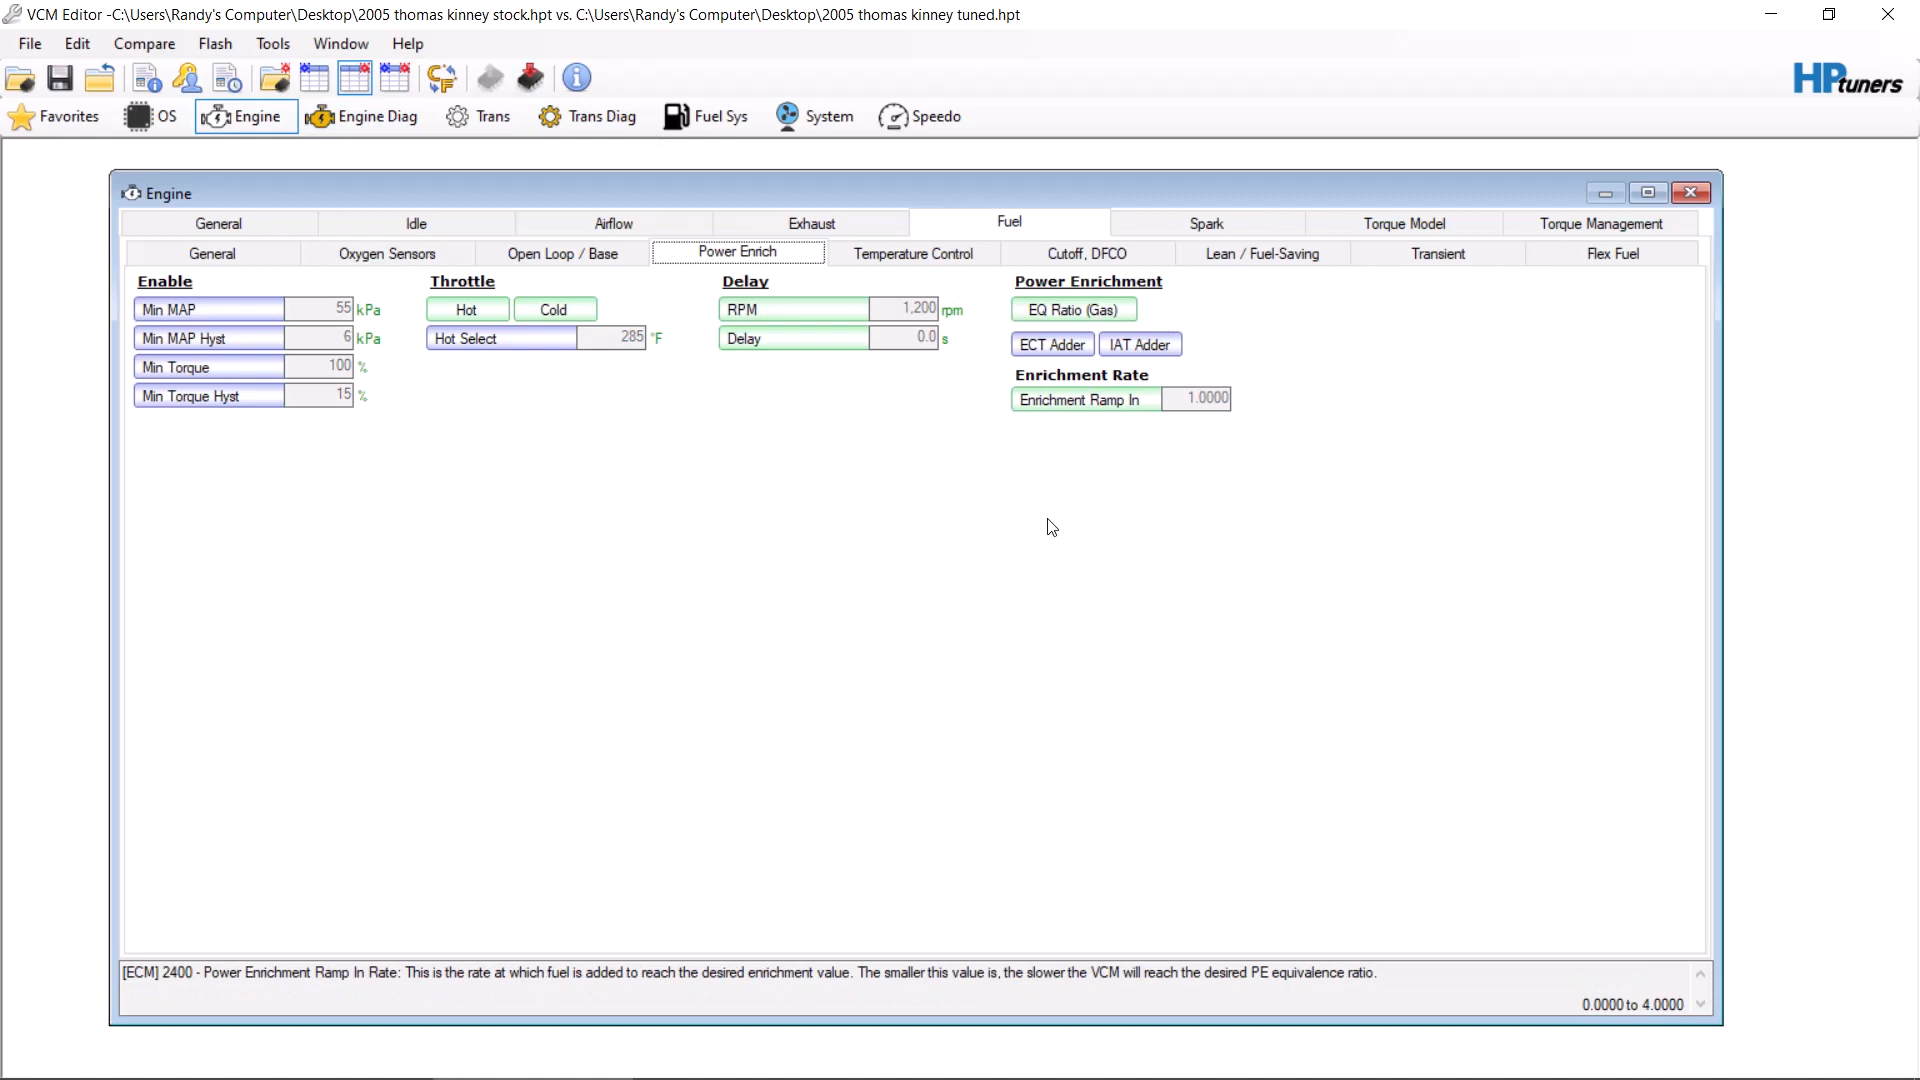 VCM Editor -C:\Users\Randy's Computer\Desktop\2005 thomas kinney stock.hpt vs. C:\Users\Randy's Computer\Desktop\2005 thomas kinney tuned.hpt
File Edit Compare Flash Tools Window Help
HPtuners
Favorites OS Engine Engine Diag Trans Trans Diag Fuel Sys System Speedo
Engine
General Idle Airflow Exhaust Fuel Spark Torque Model Torque Management
General Oxygen Sensors Open Loop / Base Power Enrich Temperature Control Cutoff, DFCO Lean / Fuel-Saving Transient Flex Fuel
Enable Throttle Delay Power Enrichment
Min MAP 55 kPa Hot Cold RPM 1,200 rpm EQ Ratio (Gas)
Min MAP Hyst 6 kPa Hot Select 285 °F Delay 0.0 s ECT Adder IAT Adder
Min Torque 100 % Enrichment Rate
Min Torque Hyst 15 % Enrichment Ramp In 1.0000
[ECM] 2400 - Power Enrichment Ramp In Rate: This is the rate at which fuel is added to reach the desired enrichment value. The smaller this value is, the slower the VCM will reach the desired PE equivalence ratio.
0.0000 to 4.0000